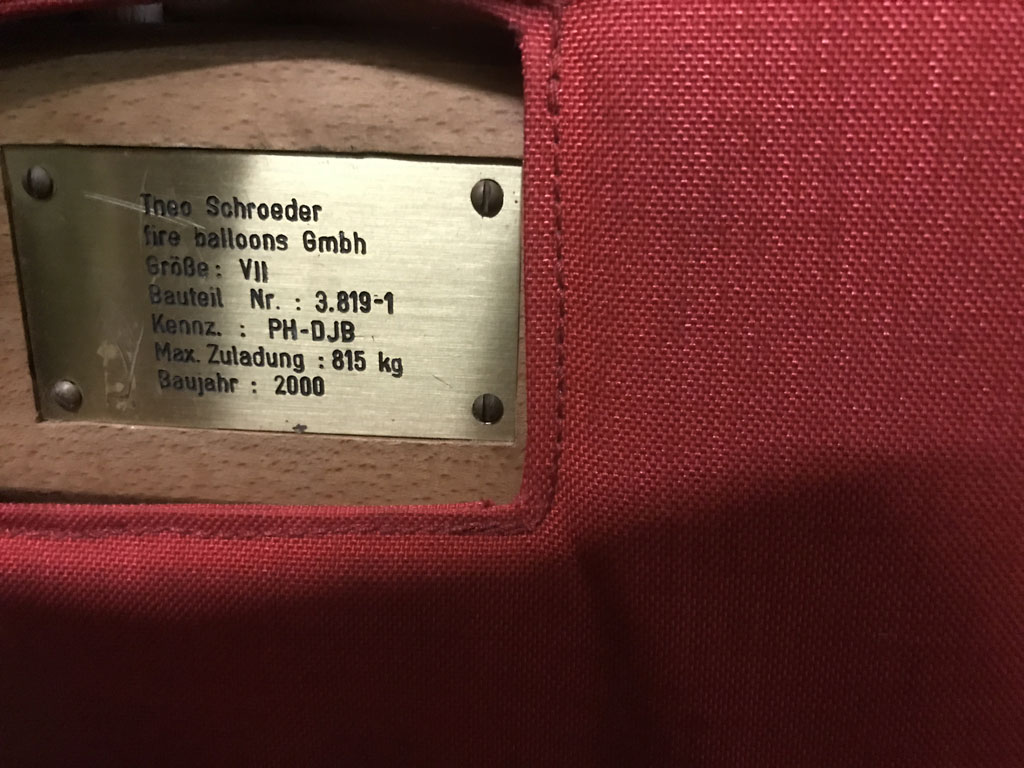 Theo Schroeder
fire balloons Gmbh
Größe: VII
Bauteil Nr. : 3.819-1
Kennz. : PH-DJB
Max. Zuladung : 815 kg
Baujahr : 2000